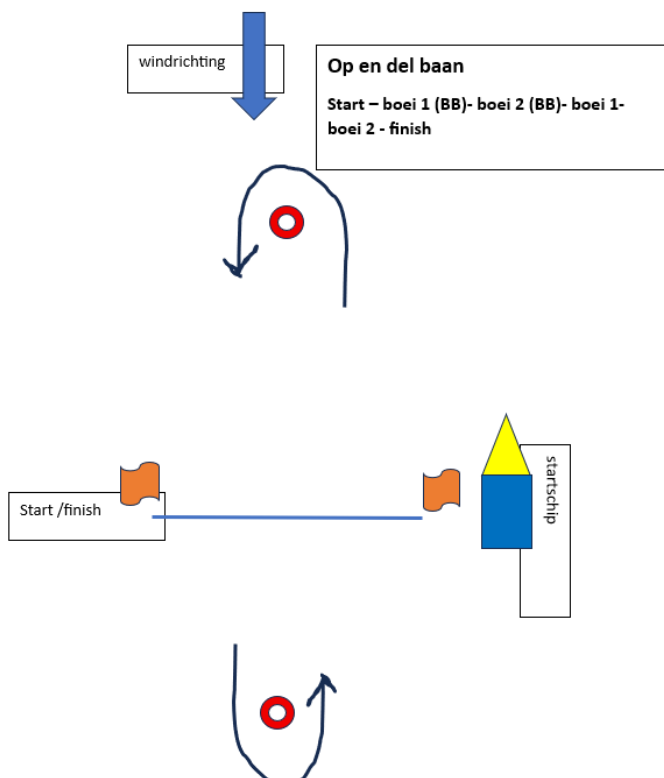 windrichting
Op en del baan
Start – boei 1 (BB)- boei 2 (BB)- boei 1-
boei 2 - finish
Start /finish
startschip